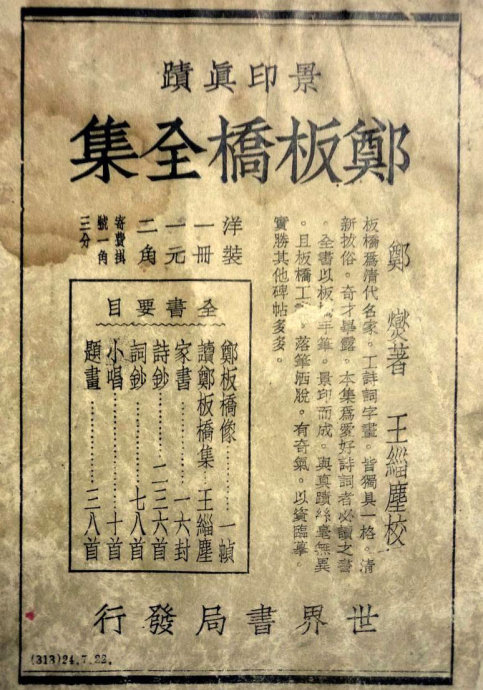 景印眞蹟
鄭板橋全集
鄭燮著 王緇塵校
板橋爲清代名家。工詩詞字畫。皆獨具一格。清
新拔俗。奇才畢露。本集爲愛好詩詞者必讀之書
。全書以板橋手筆。景印而成。與真蹟絲毫無異
。且板橋工 。落筆洒脫。有奇氣。以資臨摹
實勝其他碑帖多多。
洋裝
一冊
一元
二角
寄費掛
號一角
三分
全書要目
鄭板橋像………一幀
讀鄭板橋集…王緇塵
家書………一六封
詩鈔………二三六首
詞鈔………七八首
小唱………十首
題畫………三八首
世界書局發行
(313)24.7.22.